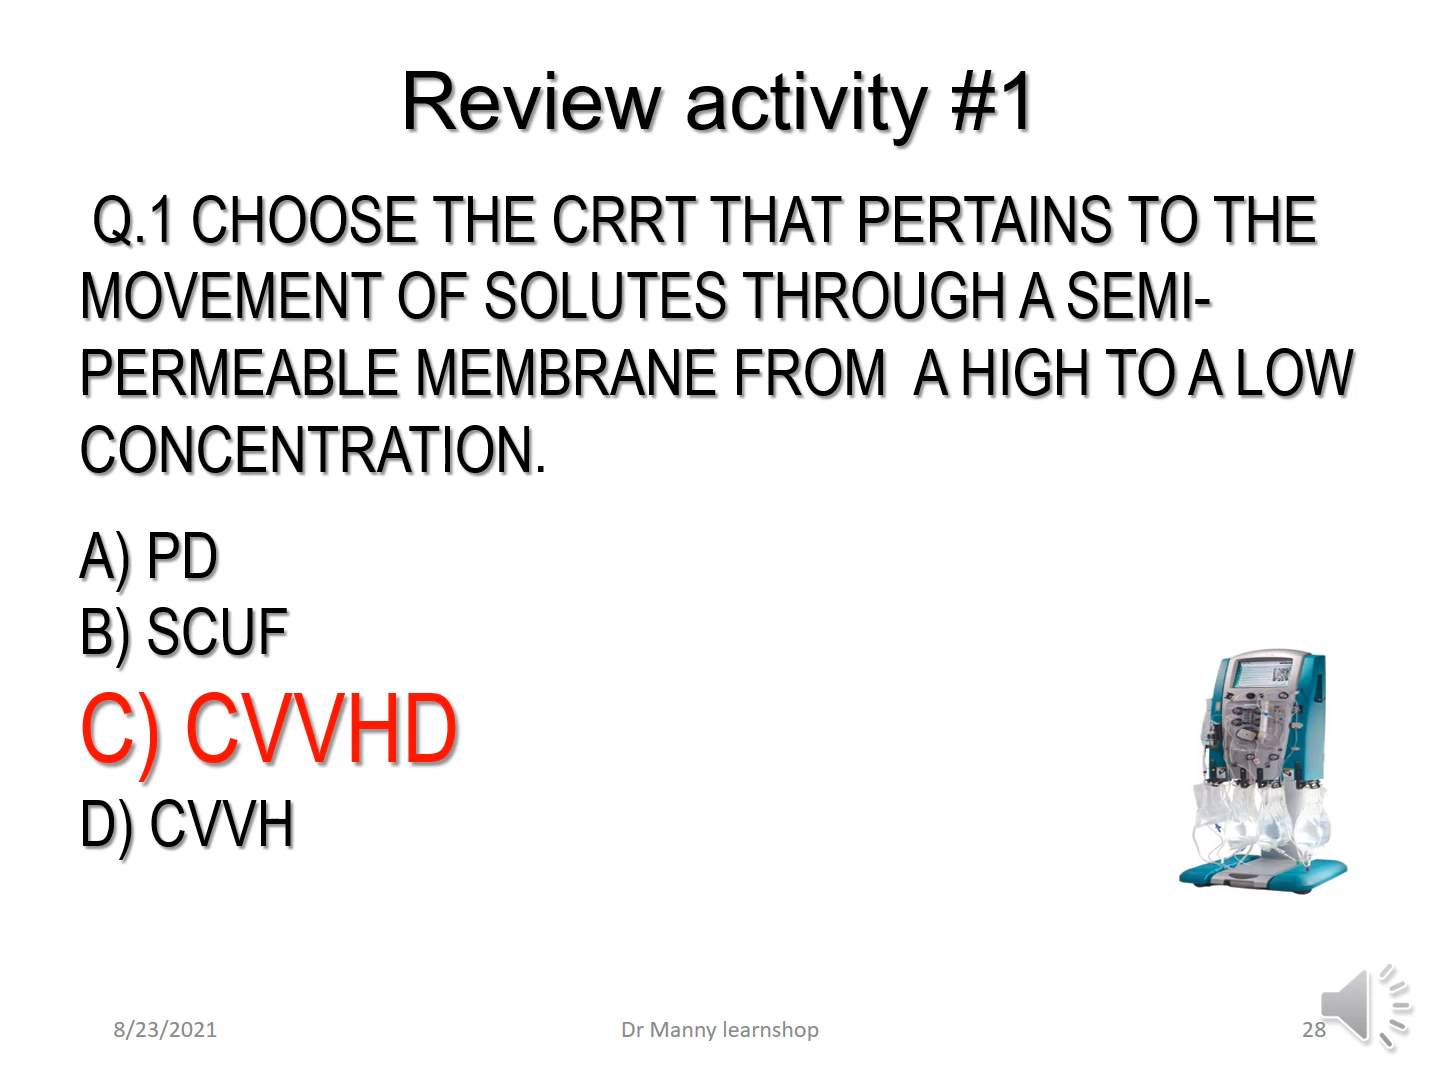 Review activity #1
Q.1 CHOOSE THE CRRT THAT PERTAINS TO THE
MOVEMENT OF SOLUTES THROUGH A SEMI-
PERMEABLE MEMBRANE FROM  A HIGH TO A LOW
CONCENTRATION.
A) PD
B) SCUF
C) CVVHD
D) CVVH
8/23/2021
Dr Manny learnshop
28